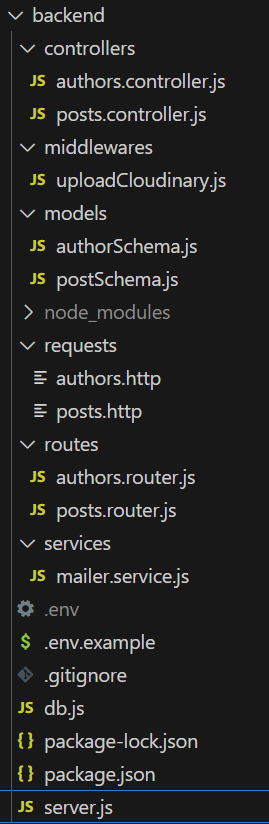 backend
controllers
JS authors.controller.js
JS posts.controller.js
middlewares
JS uploadCloudinary.js
models
JS authorSchema.js
JS postSchema.js
node_modules
requests
authors.http
posts.http
routes
JS authors.router.js
JS posts.router.js
services
JS mailer.service.js
.env
$ .env.example
.gitignore
JS db.js
{} package-lock.json
{} package.json
JS server.js